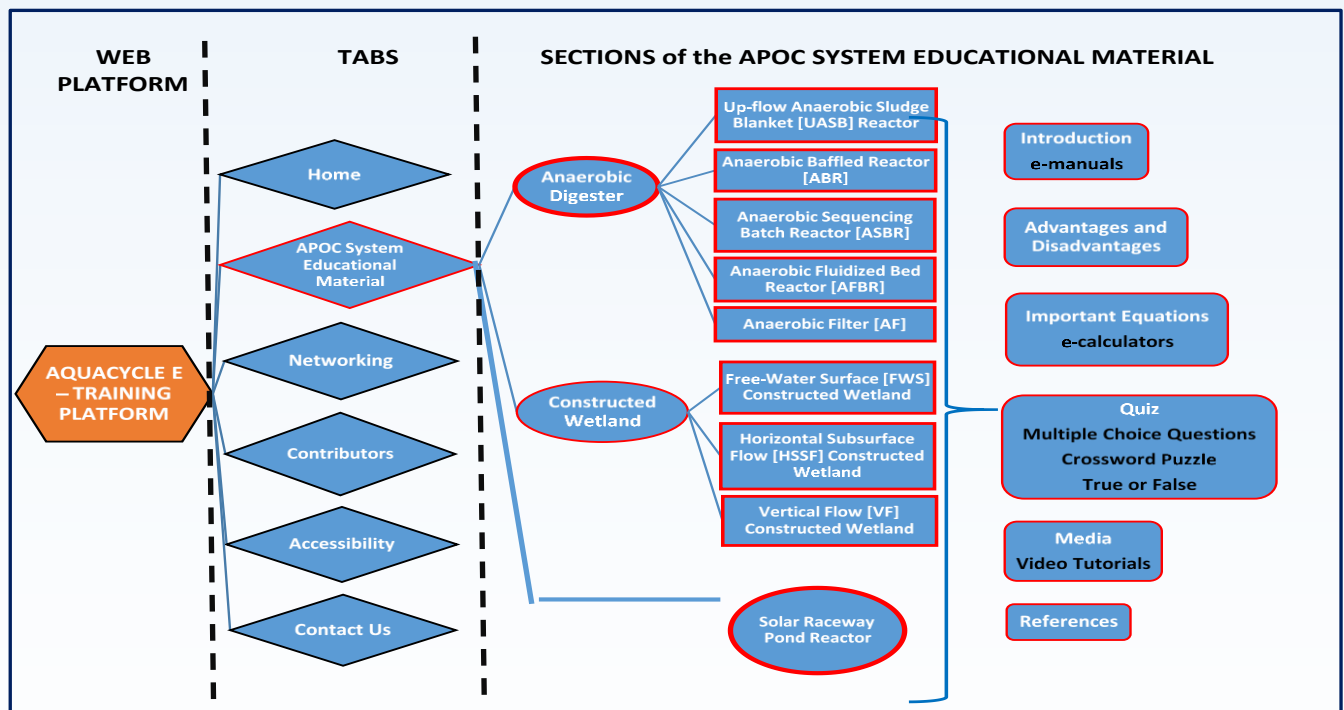 WEB
PLATFORM
TABS
SECTIONS of the APOC SYSTEM EDUCATIONAL MATERIAL
AQUACYCLE E
– TRAINING
PLATFORM
Home
APOC System
Educational
Material
Networking
Contributors
Accessibility
Contact Us
Anaerobic
Digester
Constructed
Wetland
Up-flow Anaerobic Sludge
Blanket [UASB] Reactor
Anaerobic Baffled Reactor
[ABR]
Anaerobic Sequencing
Batch Reactor [ASBR]
Anaerobic Fluidized Bed
Reactor [AFBR]
Anaerobic Filter [AF]
Free-Water Surface [FWS]
Constructed Wetland
Horizontal Subsurface
Flow [HSSF] Constructed
Wetland
Vertical Flow [VF]
Constructed Wetland
Solar Raceway
Pond Reactor
Introduction
e-manuals
Advantages and
Disadvantages
Important Equations
e-calculators
Quiz
Multiple Choice Questions
Crossword Puzzle
True or False
Media
Video Tutorials
References